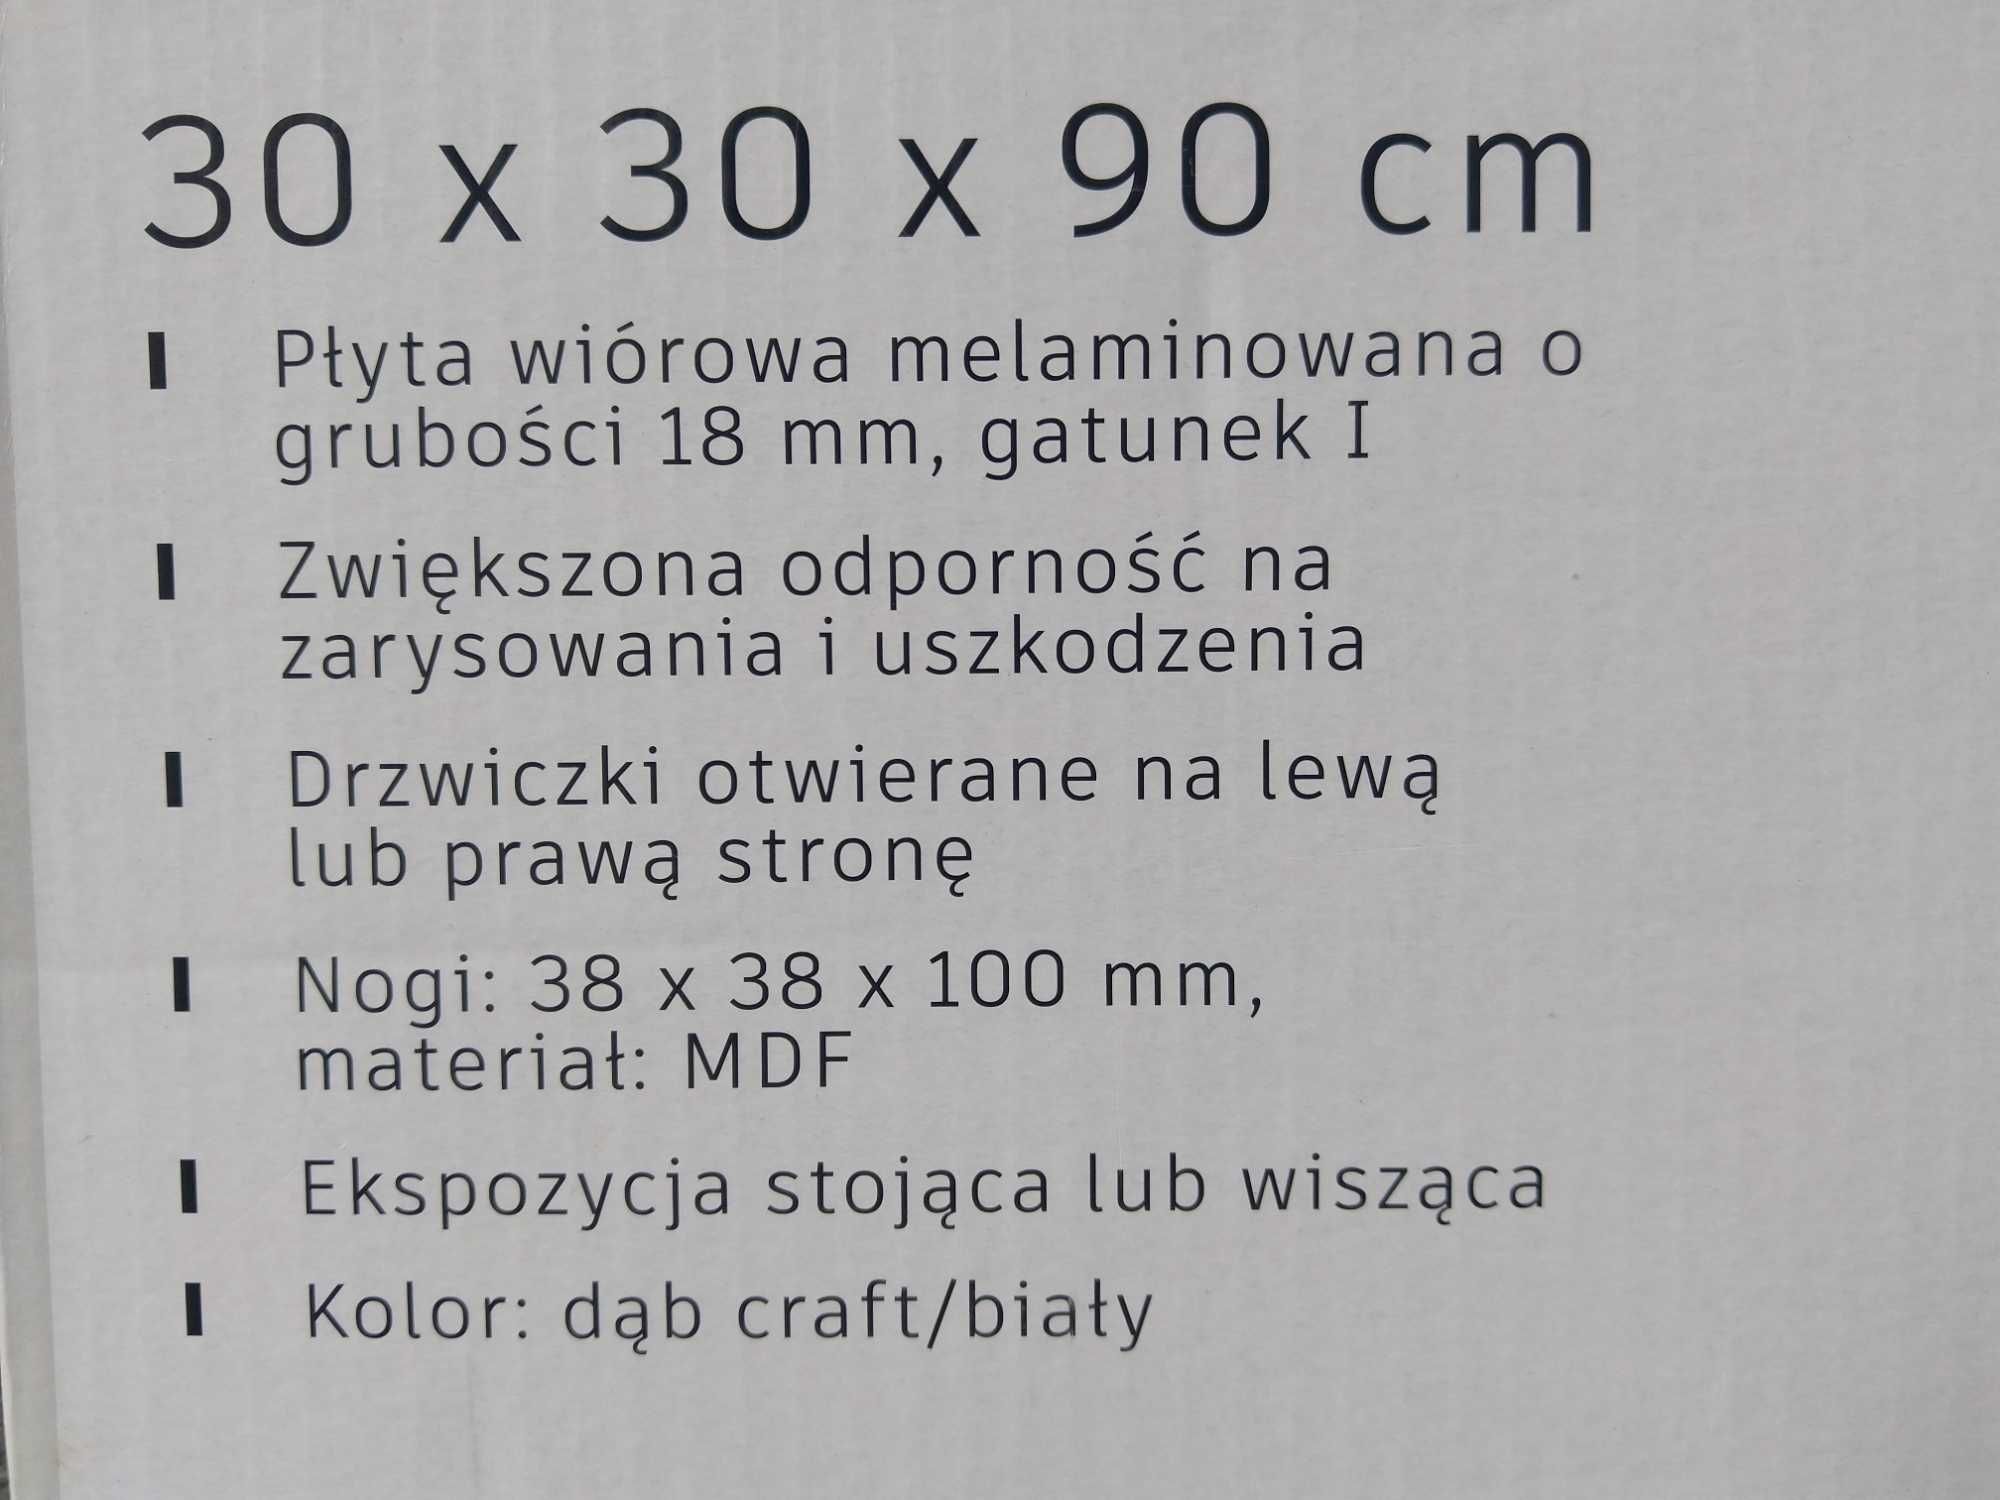 30 x 30 x 90 cm
Płyta wiórowa melaminowana o
grubości 18 mm, gatunek I
Zwiększona odporność na
zarysowania i uszkodzenia
Drzwiczki otwierane na lewą
lub prawą stronę
Nogi: 38 x 38 x 100 mm,
materiał: MDF
Ekspozycja stojąca lub wisząca
Kolor: dąb craft/biały